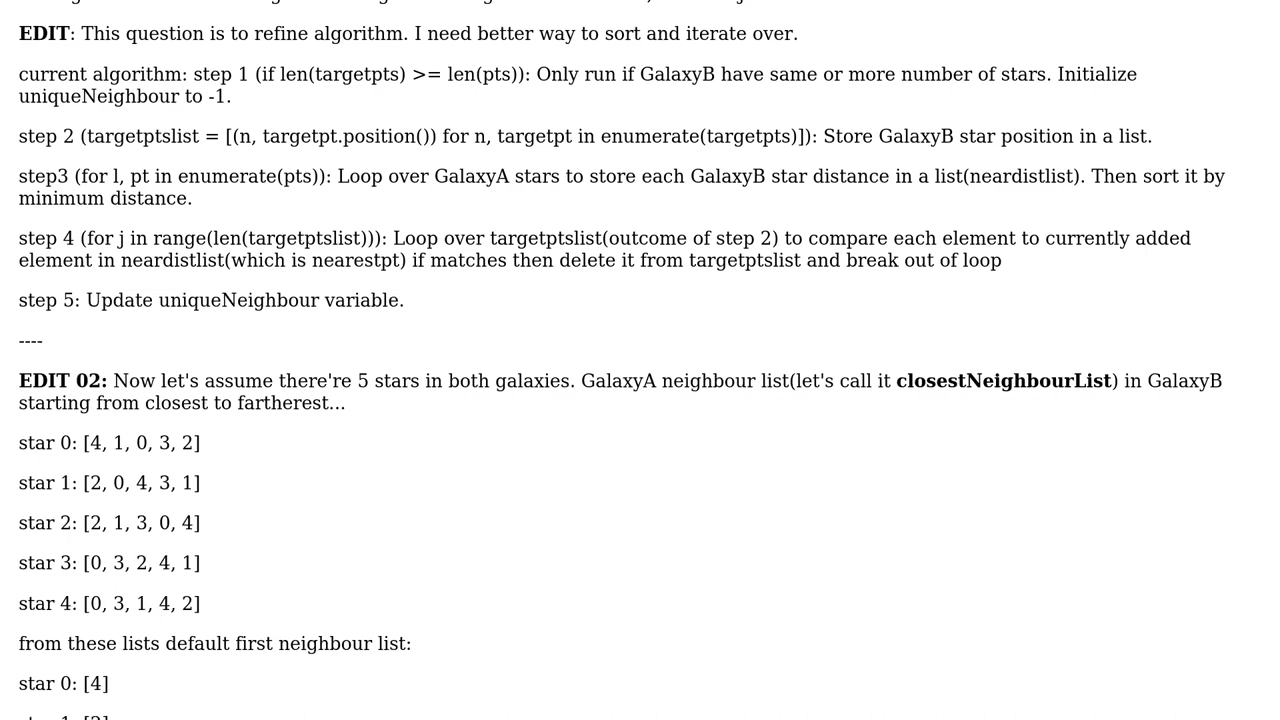 EDIT: This question is to refine algorithm. I need better way to sort and iterate over.
current algorithm: step 1 (if len(targetpts) >= len(pts)): Only run if GalaxyB have same or more number of stars. Initialize
uniqueNeighbour to -1.
step 2 (targetptslist = [(n, targetpt.position()) for n, targetpt in enumerate(targetpts)]): Store GalaxyB star position in a list.
step3 (for l, pt in enumerate(pts)): Loop over GalaxyA stars to store each GalaxyB star distance in a list(neardistlist). Then sort it by
minimum distance.
step 4 (for j in range(len(targetptslist))): Loop over targetptslist(outcome of step 2) to compare each element to currently added
element in neardistlist(which is nearestpt) if matches then delete it from targetptslist and break out of loop
step 5: Update uniqueNeighbour variable.
----
EDIT 02: Now let's assume there're 5 stars in both galaxies. GalaxyA neighbour list(let's call it closestNeighbourList) in GalaxyB
starting from closest to fartherest...
star 0: [4, 1, 0, 3, 2]
star 1: [2, 0, 4, 3, 1]
star 2: [2, 1, 3, 0, 4]
star 3: [0, 3, 2, 4, 1]
star 4: [0, 3, 1, 4, 2]
from these lists default first neighbour list:
star 0: [4]